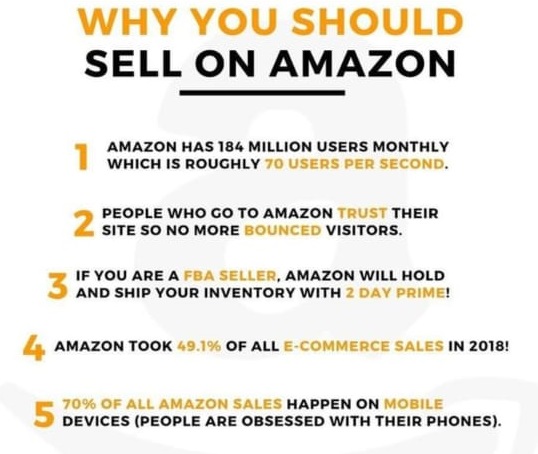 WHY YOU SHOULD
SELL ON AMAZON
1
AMAZON HAS 184 MILLION USERS MONTHLY
WHICH IS ROUGHLY 70 USERS PER SECOND.
2
PEOPLE WHO GO TO AMAZON TRUST THEIR
SITE SO NO MORE BOUNCED VISITORS.
3
IF YOU ARE A FBA SELLER, AMAZON WILL HOLD
AND SHIP YOUR INVENTORY WITH 2 DAY PRIME!
4
AMAZON TOOK 49.1% OF ALL E-COMMERCE SALES IN 2018!
5
70% OF ALL AMAZON SALES HAPPEN ON MOBILE
DEVICES (PEOPLE ARE OBSESSED WITH THEIR PHONES).